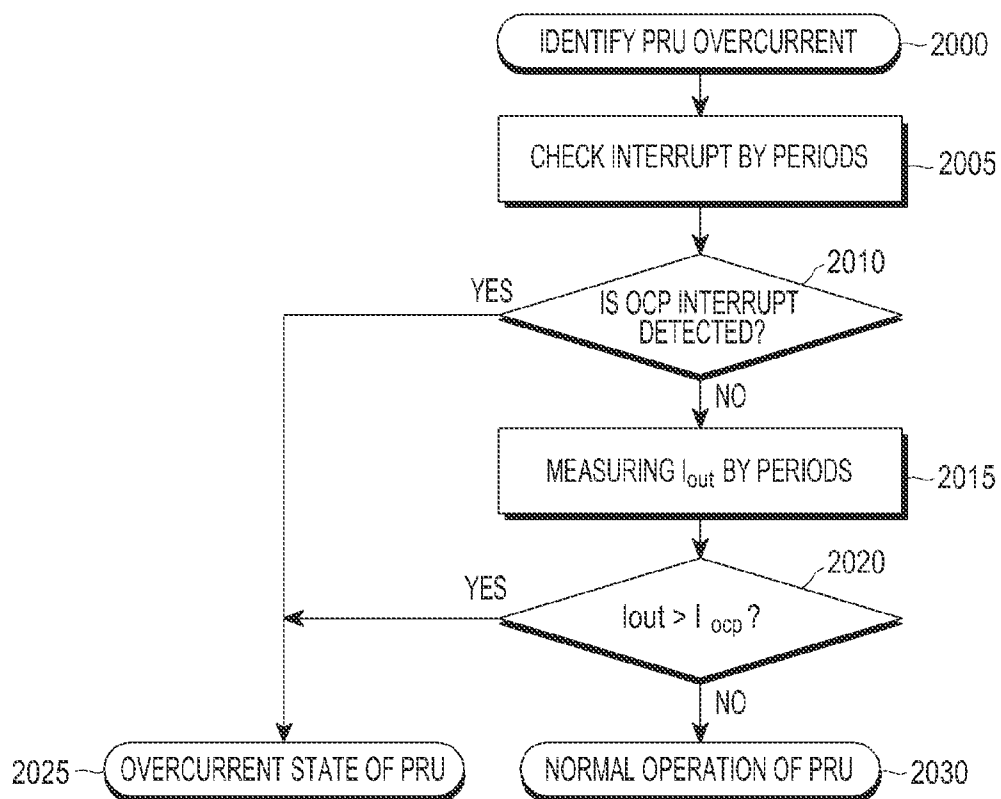 IDENTIFY PRU OVERCURRENT
2000
CHECK INTERRUPT BY PERIODS
2005
2010
YES
IS OCP INTERRUPT
DETECTED?
NO
MEASURING Iout BY PERIODS
2015
2020
YES
Iout > I ocp ?
NO
2025
OVERCURRENT STATE OF PRU
NORMAL OPERATION OF PRU
2030